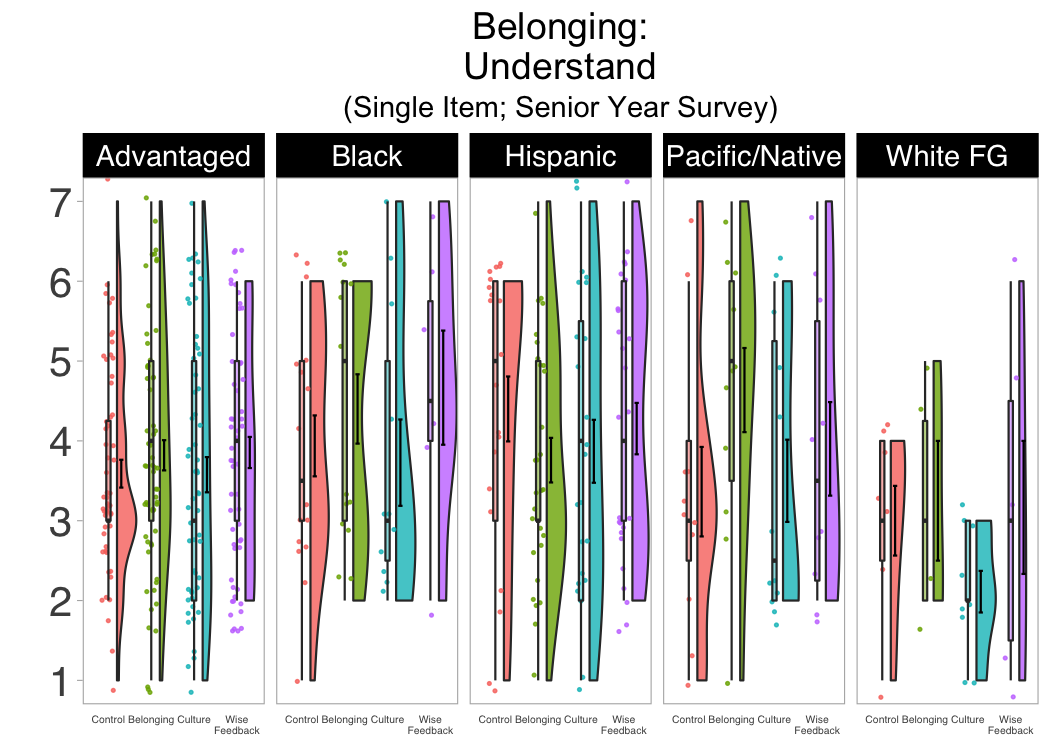 Belonging:
Understand
(Single Item; Senior Year Survey)
Advantaged Black Hispanic Pacific/Native White FG
7
6
5
4
3
2
1
Control Belonging Culture Wise Feedback
Control Belonging Culture Wise Feedback
Control Belonging Culture Wise Feedback
Control Belonging Culture Wise Feedback
Control Belonging Culture Wise Feedback